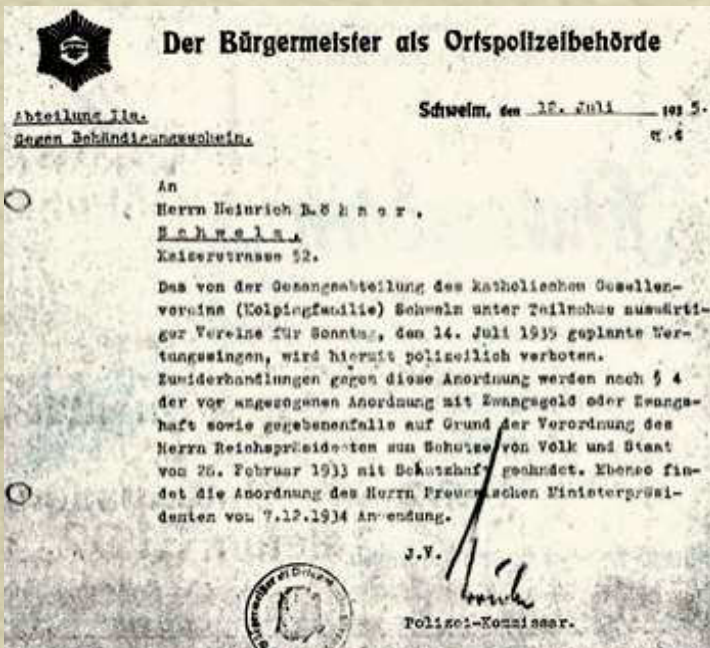 Der Bürgermeister als Ortspolizeibehörde
Abteilung IIa.
Gegen Behändigungsschein.
Schwelm, den 12. Juli 1935.
An
Herrn Heinrich B ö h n e r ,
S c h w e l m ,
Kaiserstrasse 52.
Das von der Gesangsabteilung des katholischen Gesellen-
vereins (Kolpingfamilie) Schwelm unter Teilnahme auswärti-
ger Vereine für Sonntag, den 14. Juli 1935 geplante Wer-
tungssingen, wird hiermit polizeilich verboten.
Zuwiderhandlungen gegen diese Anordnung werden nach § 4
der vor angezogenen Anordnung mit Zwangsgeld oder Zwangs-
haft sowie gegebenenfalls auf Grund der Verordnung des
Herrn Reichspräsidenten zum Schutze von Volk und Staat
von 28. Februar 1933 mit Schutzhaft geahndet. Ebenso fin-
det die Anordnung des Herrn Preussischen Ministerpräsi-
denten vom 7.12.1934 Anwendung.
J.V.
Polizei-Kommissar.